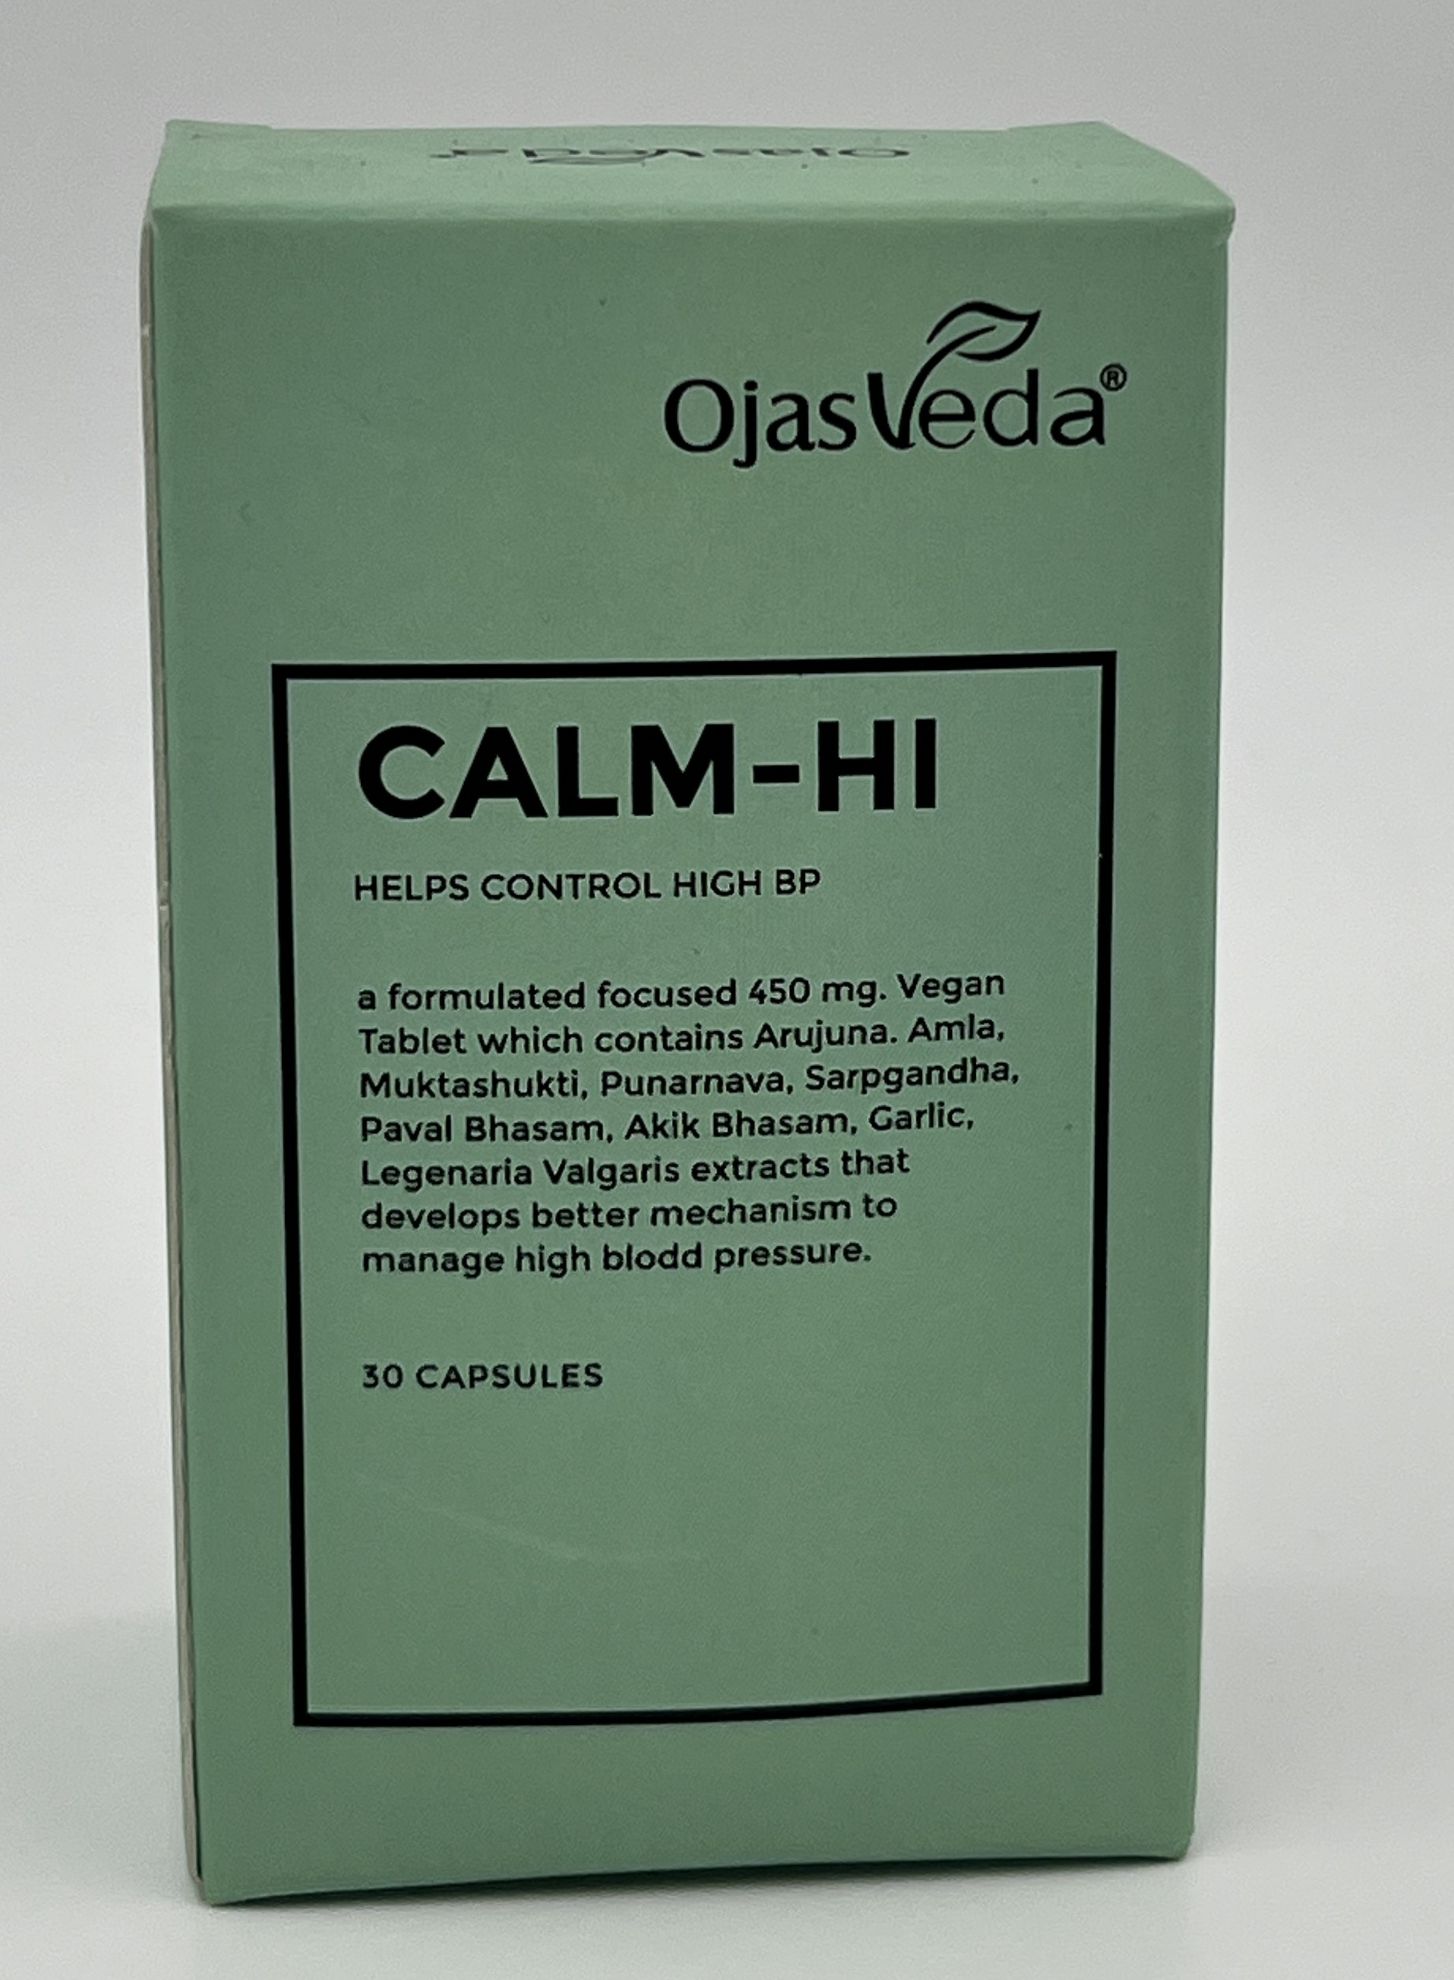 OjasVeda®
OjasVeda®
CALM-HI
HELPS CONTROL HIGH BP
a formulated focused 450 mg. Vegan
Tablet which contains Arujuna. Amla,
Muktashukti, Punarnava, Sarpgandha,
Paval Bhasam, Akik Bhasam, Garlic,
Legenaria Valgaris extracts that
develops better mechanism to
manage high blodd pressure.
30 CAPSULES